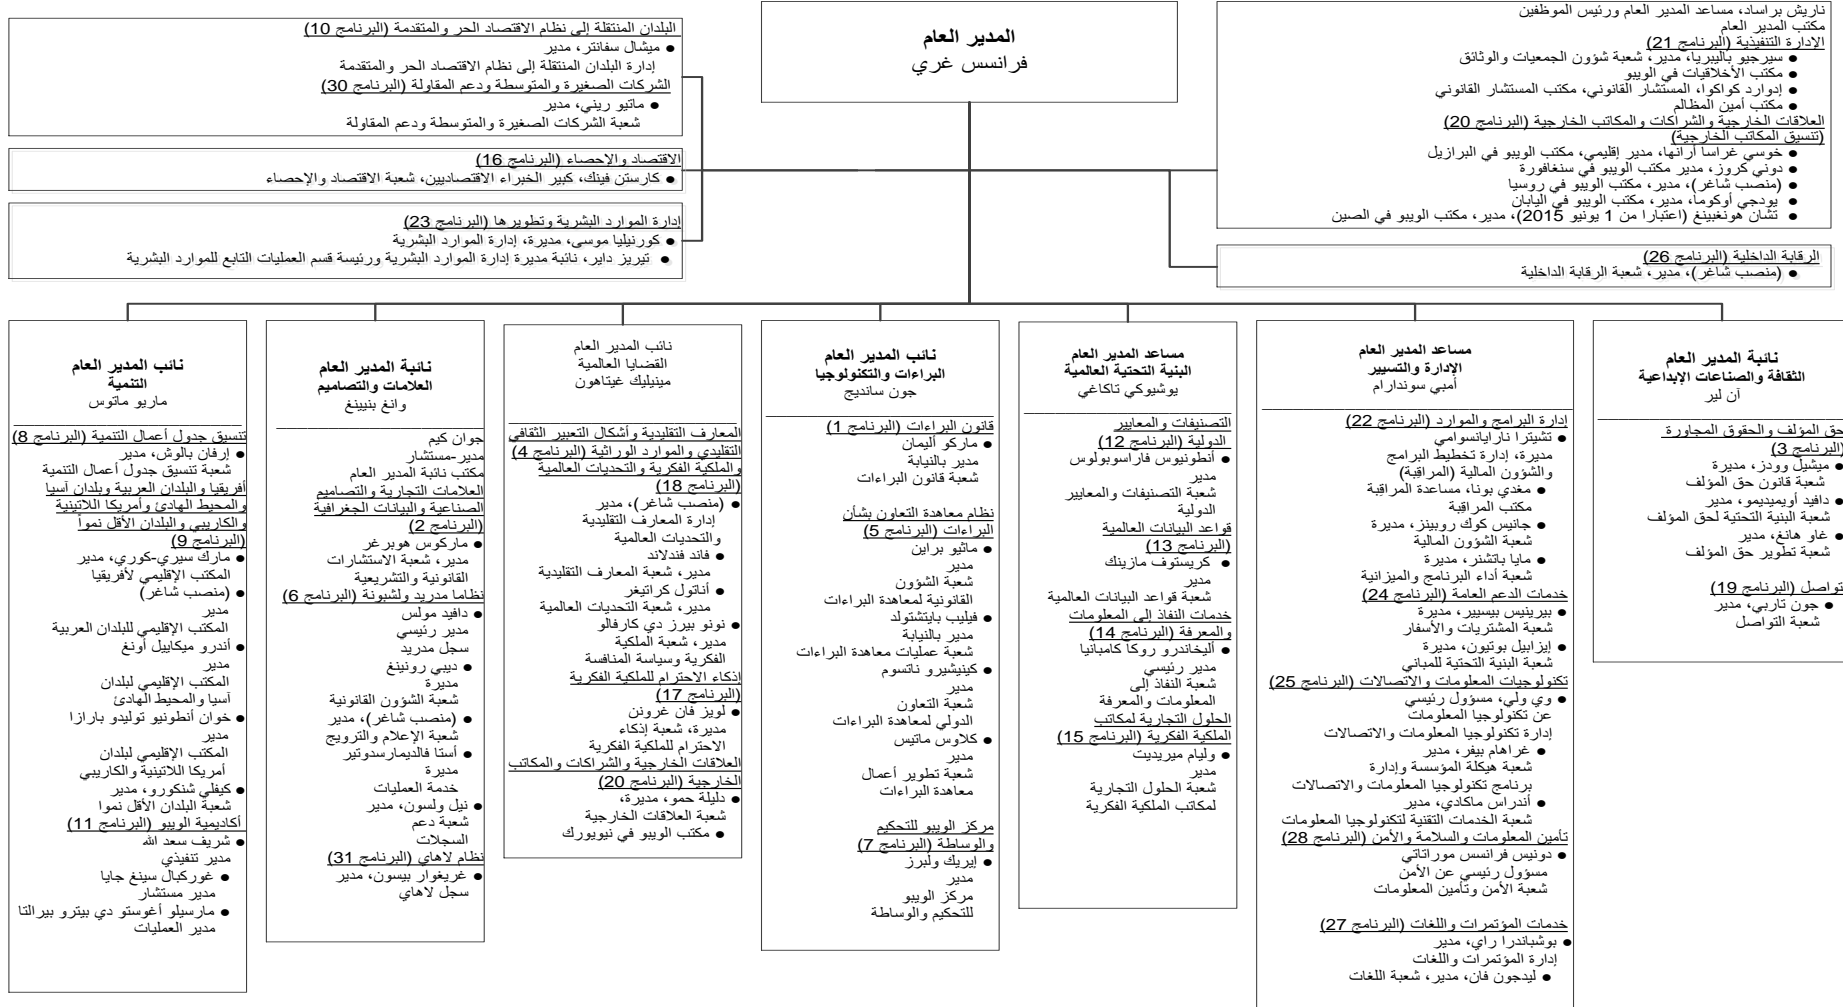 المدير العام
فرانسس غري
ناريش براساد، مساعد المدير العام ورئيس الموظفين
مكتب المدير العام
الإدارة التنفيذية (البرنامج 21)
● سيرجيو باليبريا، مدير، شعبة شؤون الجمعيات والوثائق
● مكتب الأخلاقيات في الويبو
● إدوارد كواكوا، المستشار القانوني، مكتب المستشار القانوني
● مكتب أمين المظالم
العلاقات الخارجية والشراكات والمكاتب الخارجية (البرنامج 20)
(تنسيق المكاتب الخارجية)
● خوسي غراسا أرانها، مدير إقليمي، مكتب الويبو في البرازيل
● دوني كروز، مدير مكتب الويبو في سنغافورة
● (منصب شاغر)، مدير، مكتب الويبو في روسيا
● يودجي أوكوما، مدير، مكتب الويبو في اليابان
● تشان هونغبينغ (اعتبارا من 1 يونيو 2015)، مدير، مكتب الويبو في الصين
الرقابة الداخلية (البرنامج 26)
● (منصب شاغر)، مدير، شعبة الرقابة الداخلية
البلدان المنتقلة إلى نظام الاقتصاد الحر والمتقدمة (البرنامج 10)
● ميشال سفانتر، مدير
إدارة البلدان المنتقلة إلى نظام الاقتصاد الحر والمتقدمة
الشركات الصغيرة والمتوسطة ودعم المقاولة (البرنامج 30)
● ماتيو ريني، مدير
شعبة الشركات الصغيرة والمتوسطة ودعم المقاولة
الاقتصاد والإحصاء (البرنامج 16)
● كارستن فينك، كبير الخبراء الاقتصاديين، شعبة الاقتصاد والإحصاء
إدارة الموارد البشرية وتطويرها (البرنامج 23)
● كورنيليا موسى، مديرة، إدارة الموارد البشرية
● تيريز داير، نائبة مديرة إدارة الموارد البشرية ورئيسة قسم العمليات التابع للموارد البشرية
نائبة المدير العام
الثقافة والصناعات الإبداعية
آن لير
حق المؤلف والحقوق المجاورة
(البرنامج 3)
● ميشيل وودز، مديرة
شعبة قانون حق المؤلف
● دافيد أويميديمو، مدير
شعبة البنية التحتية لحق المؤلف
● غاو هانغ، مدير
شعبة تطوير حق المؤلف
تواصل (البرنامج 19)
● جون تاربي، مدير
شعبة التواصل
مساعد المدير العام
الإدارة والتسيير
أمبي سوندارام
إدارة البرامج والموارد (البرنامج 22)
● تشيترا نارايانسوامي
مديرة، إدارة تخطيط البرامج
والشؤون المالية (المراقبة)
● مغدي بونا، مساعدة المراقبة
مكتب المراقبة
● جانيس كوك روبينز، مديرة
شعبة الشؤون المالية
● مايا باتشنر، مديرة
شعبة أداء البرنامج والميزانية
خدمات الدعم العامة (البرنامج 24)
● بيرينيس بيسيير، مديرة
شعبة المشتريات والأسفار
● إيزابيل بوتيون، مديرة
شعبة البنية التحتية للمباني
تكنولوجيات المعلومات والاتصالات (البرنامج 25)
● وي ولي، مسؤول رئيسي
عن تكنولوجيا المعلومات
إدارة تكنولوجيا المعلومات والاتصالات
● غراهام بيفر، مدير
شعبة هيكلة المؤسسة وإدارة
برنامج تكنولوجيا المعلومات والاتصالات
● أندراس ماكادي، مدير
شعبة الخدمات التقنية لتكنولوجيا المعلومات
تأمين المعلومات والسلامة والأمن (البرنامج 28)
● دونيس فرانسس موراتاتي
مسؤول رئيسي عن الأمن
شعبة الأمن وتأمين المعلومات
خدمات المؤتمرات واللغات (البرنامج 27)
● بوشباندرا راي، مدير
إدارة المؤتمرات واللغات
● ليدجون فان، مدير، شعبة اللغات
مساعد المدير العام
البنية التحتية العالمية
يوشيوكي تاكاغي
التصنيفات والمعايير
الدولية (البرنامج 12)
● أنطونيوس فاراسوبولوس
مدير
شعبة التصنيفات والمعايير
الدولية
قواعد البيانات العالمية
(البرنامج 13)
● كريستوف مازينك
مدير
شعبة قواعد البيانات العالمية
خدمات النفاذ إلى المعلومات
والمعرفة (البرنامج 14)
● أليخاندرو روكا كامبانيا
مدير رئيسي
شعبة النفاذ إلى
المعلومات والمعرفة
الحلول التجارية لمكاتب
الملكية الفكرية (البرنامج 15)
● وليام ميريديت
مدير
شعبة الحلول التجارية
لمكاتب الملكية الفكرية
نائب المدير العام
البراءات والتكنولوجيا
جون سانديج
قانون البراءات (البرنامج 1)
● ماركو أليمان
مدير بالنيابة
شعبة قانون البراءات
نظام معاهدة التعاون بشأن
البراءات (البرنامج 5)
● ماثيو براين
مدير
شعبة الشؤون
القانونية لمعاهدة البراءات
● فيليب بايتشتولد
مدير بالنيابة
شعبة عمليات معاهدة البراءات
● كينيشيرو ناتسوم
مدير
شعبة التعاون
الدولي لمعاهدة البراءات
● كلاوس ماتيس
مدير
شعبة تطوير أعمال
معاهدة البراءات
مركز الويبو للتحكيم
والوساطة (البرنامج 7)
● إيريك ولبرز
مدير
مركز الويبو
للتحكيم والوساطة
نائب المدير العام
القضايا العالمية
مينيليك غيتاهون
المعارف التقليدية وأشكال التعبير الثقافي
التقليدي والموارد الوراثية (البرنامج 4)
والملكية الفكرية والتحديات العالمية
(البرنامج 18)
● (منصب شاغر)، مدير
إدارة المعارف التقليدية
والتحديات العالمية
● فاند فندلاند
مدير، شعبة المعارف التقليدية
● أناتول كراتيغر
مدير، شعبة التحديات العالمية
● نونو بيرز دي كارفالو
مدير، شعبة الملكية
الفكرية وسياسة المنافسة
إذكاء الاحترام للملكية الفكرية
(البرنامج 17)
● لويز فان غرونن
مديرة، شعبة إذكاء
الاحترام للملكية الفكرية
العلاقات الخارجية والشراكات والمكاتب
الخارجية (البرنامج 20)
● دليلة حمو، مديرة،
شعبة العلاقات الخارجية
● مكتب الويبو في نيويورك
نائبة المدير العام
العلامات والتصاميم
وانغ بنيينغ
جوان كيم
مدير-مستشار
مكتب نائبة المدير العام
العلامات التجارية والتصاميم
الصناعية والبيانات الجغرافية
(البرنامج 2)
● ماركوس هوبرغر
مدير، شعبة الاستشارات
القانونية والتشريعية
نظاما مدريد ولشبونة (البرنامج 6)
● دافيد مولس
مدير رئيسي
سجل مدريد
● ديبي رونينغ
مديرة
شعبة الشؤون القانونية
● (منصب شاغر)، مدير
شعبة الإعلام والترويج
● أستا فالديمارسدوتير
مديرة
خدمة العمليات
● نيل ولسون، مدير
شعبة دعم
السجلات
نظام لاهاي (البرنامج 31)
● غريغوار بيسون، مدير
سجل لاهاي
نائب المدير العام
التنمية
ماريو ماتوس
تنسيق جدول أعمال التنمية (البرنامج 8)
● إرفان بالوش، مدير
شعبة تنسيق جدول أعمال التنمية
أفريقيا والبلدان العربية وبلدان آسيا
والمحيط الهادئ وأمريكا اللاتينية
والكاريبي والبلدان الأقل نمواً
(البرنامج 9)
● مارك سيري-كوري، مدير
المكتب الإقليمي لأفريقيا
● (منصب شاغر)
مدير
المكتب الإقليمي للبلدان العربية
● أندرو ميكاييل أونغ
مدير
المكتب الإقليمي لبلدان
آسيا والمحيط الهادئ
● خوان أنطونيو توليدو بارازا
مدير
المكتب الإقليمي لبلدان
أمريكا اللاتينية والكاريبي
● كيفلي شنكورو، مدير
شعبة البلدان الأقل نموا
أكاديمية الويبو (البرنامج 11)
● شريف سعد الله
مدير تنفيذي
● غوركبال سينغ جايا
مدير مستشار
● مارسيلو أغوستو دي بيترو بيرالتا
مدير العمليات